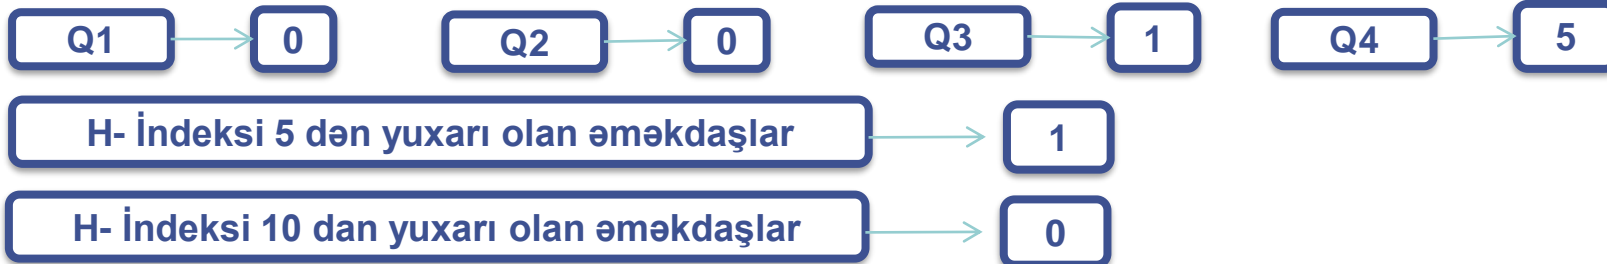 Q1 0 Q2 0 Q3 1 Q4 5
H- İndeksi 5 dən yuxarı olan əməkdaşlar 1
H- İndeksi 10 dan yuxarı olan əməkdaşlar 0